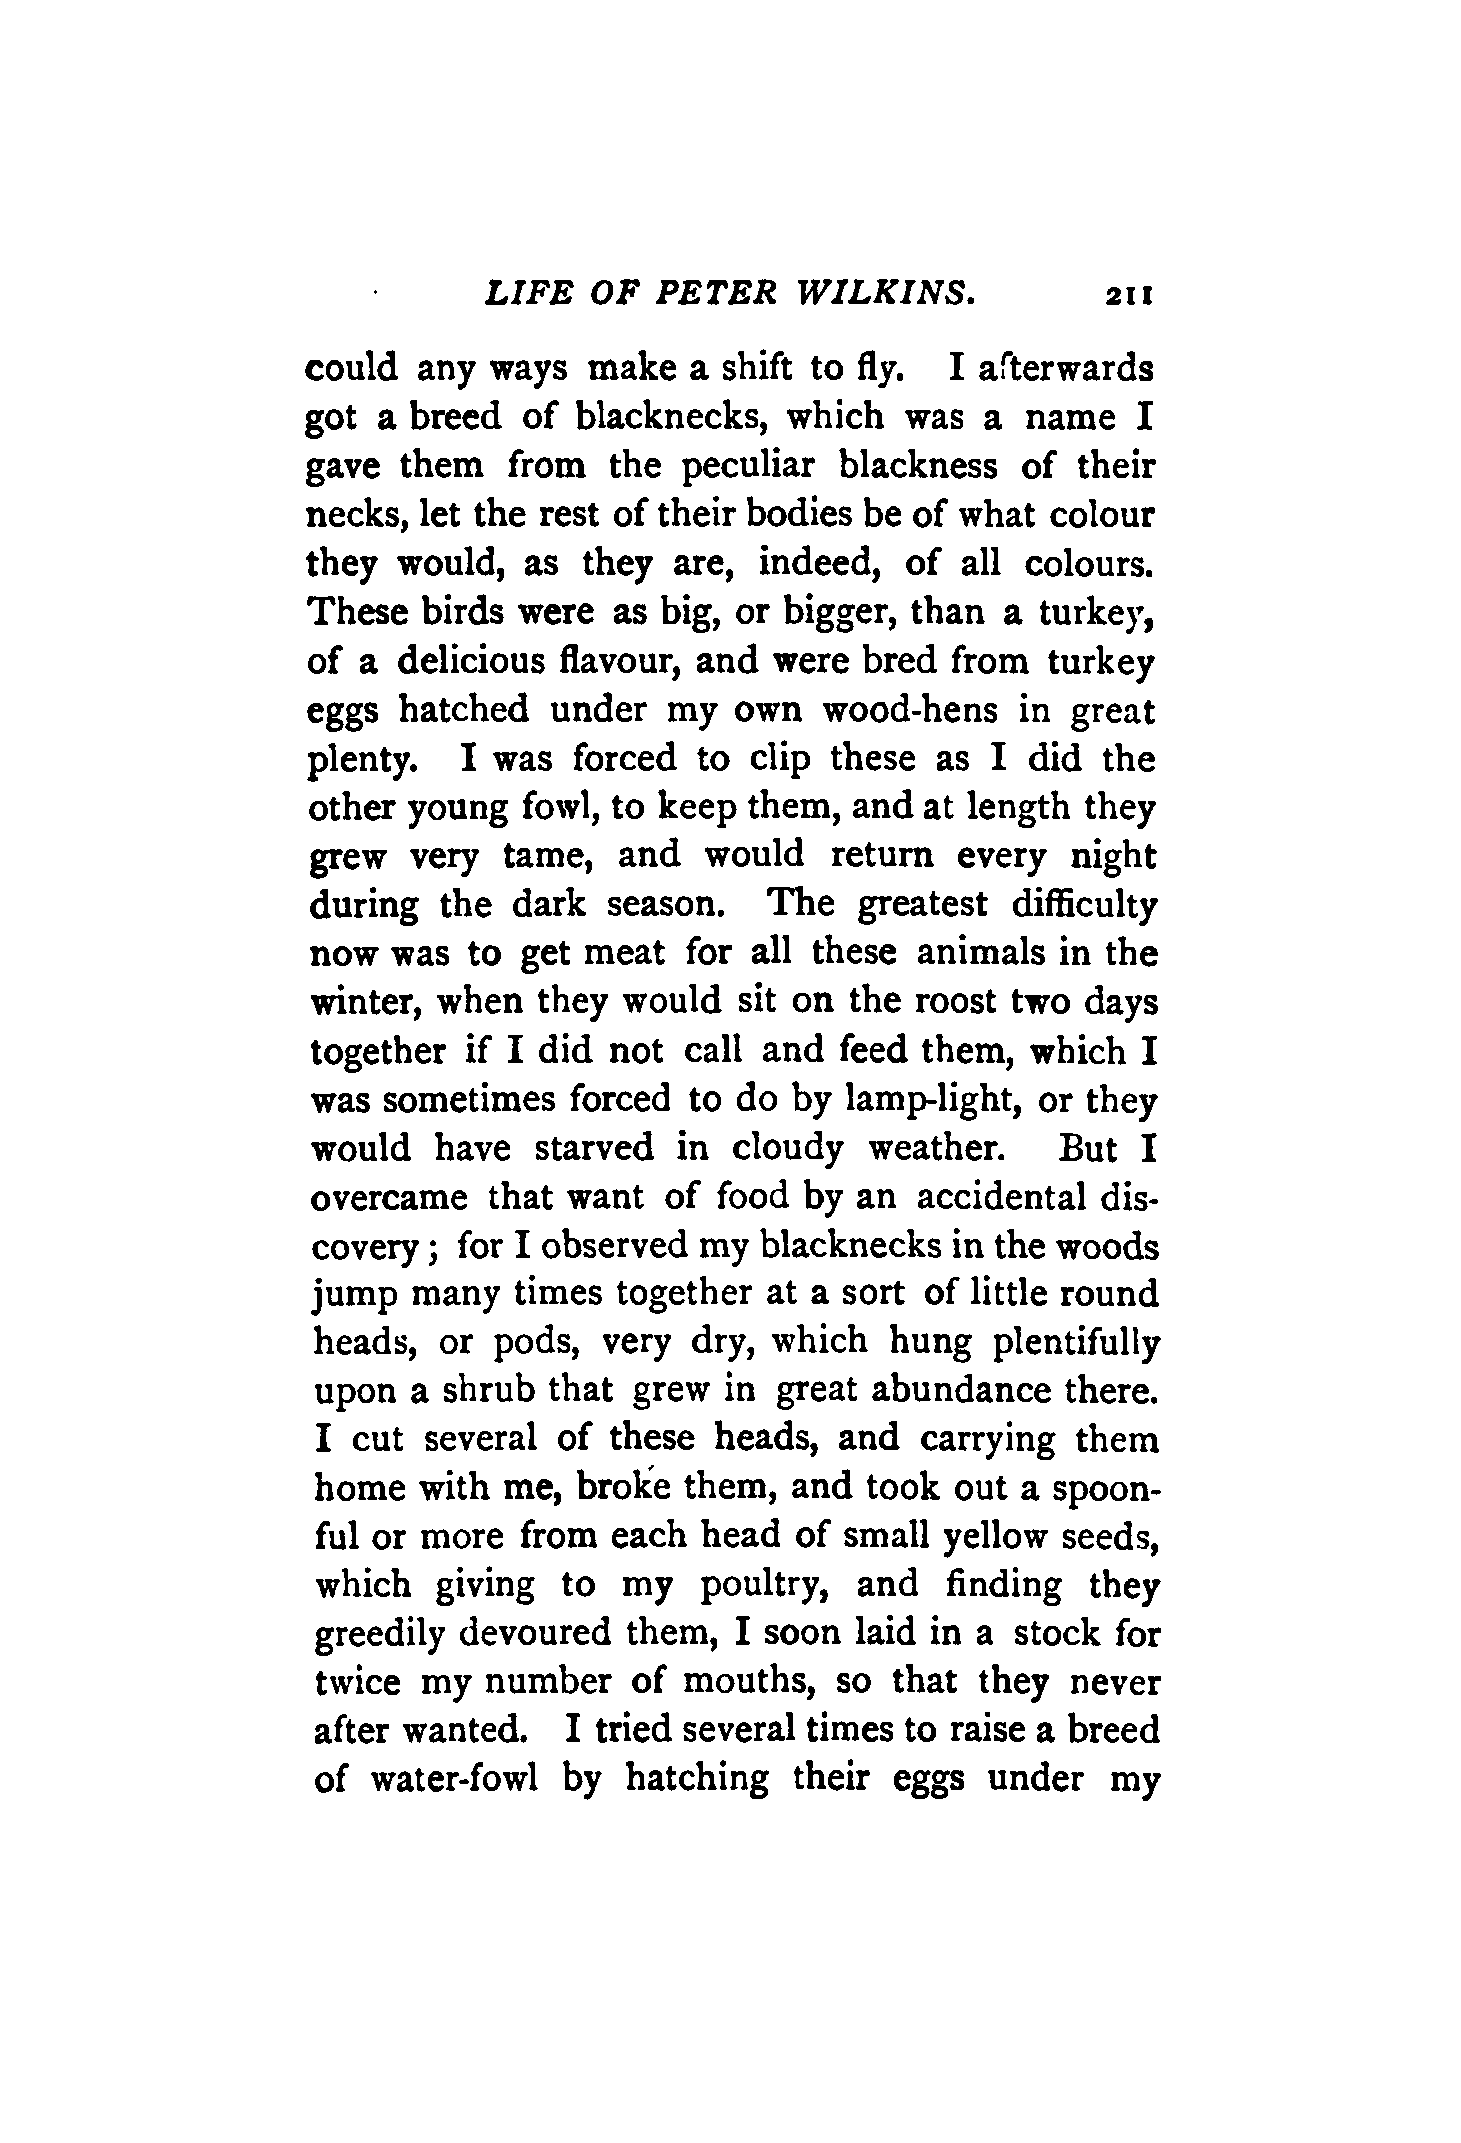 LIFE OF PETER WILKINS. 211
could any ways make a shift to fly. I afterwards
got a breed of blacknecks, which was a name I
gave them from the peculiar blackness of their
necks, let the rest of their bodies be of what colour
they would, as they are, indeed, of all colours.
These birds were as big, or bigger, than a turkey,
of a delicious flavour, and were bred from turkey
eggs hatched under my own wood-hens in great
plenty. I was forced to clip these as I did the
other young fowl, to keep them, and at length they
grew very tame, and would return every night
during the dark season. The greatest difficulty
now was to get meat for all these animals in the
winter, when they would sit on the roost two days
together if I did not call and feed them, which I
was sometimes forced to do by lamp-light, or they
would have starved in cloudy weather. But I
overcame that want of food by an accidental dis-
covery; for I observed my blacknecks in the woods
jump many times together at a sort of little round
heads, or pods, very dry, which hung plentifully
upon a shrub that grew in great abundance there.
I cut several of these heads, and carrying them
home with me, broke them, and took out a spoon-
ful or more from each head of small yellow seeds,
which giving to my poultry, and finding they
greedily devoured them, I soon laid in a stock for
twice my number of mouths, so that they never
after wanted. I tried several times to raise a breed
of water-fowl by hatching their eggs under my